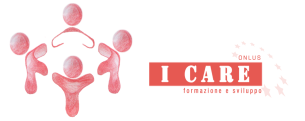 ONLUS
I CARE
formazione e sviluppo